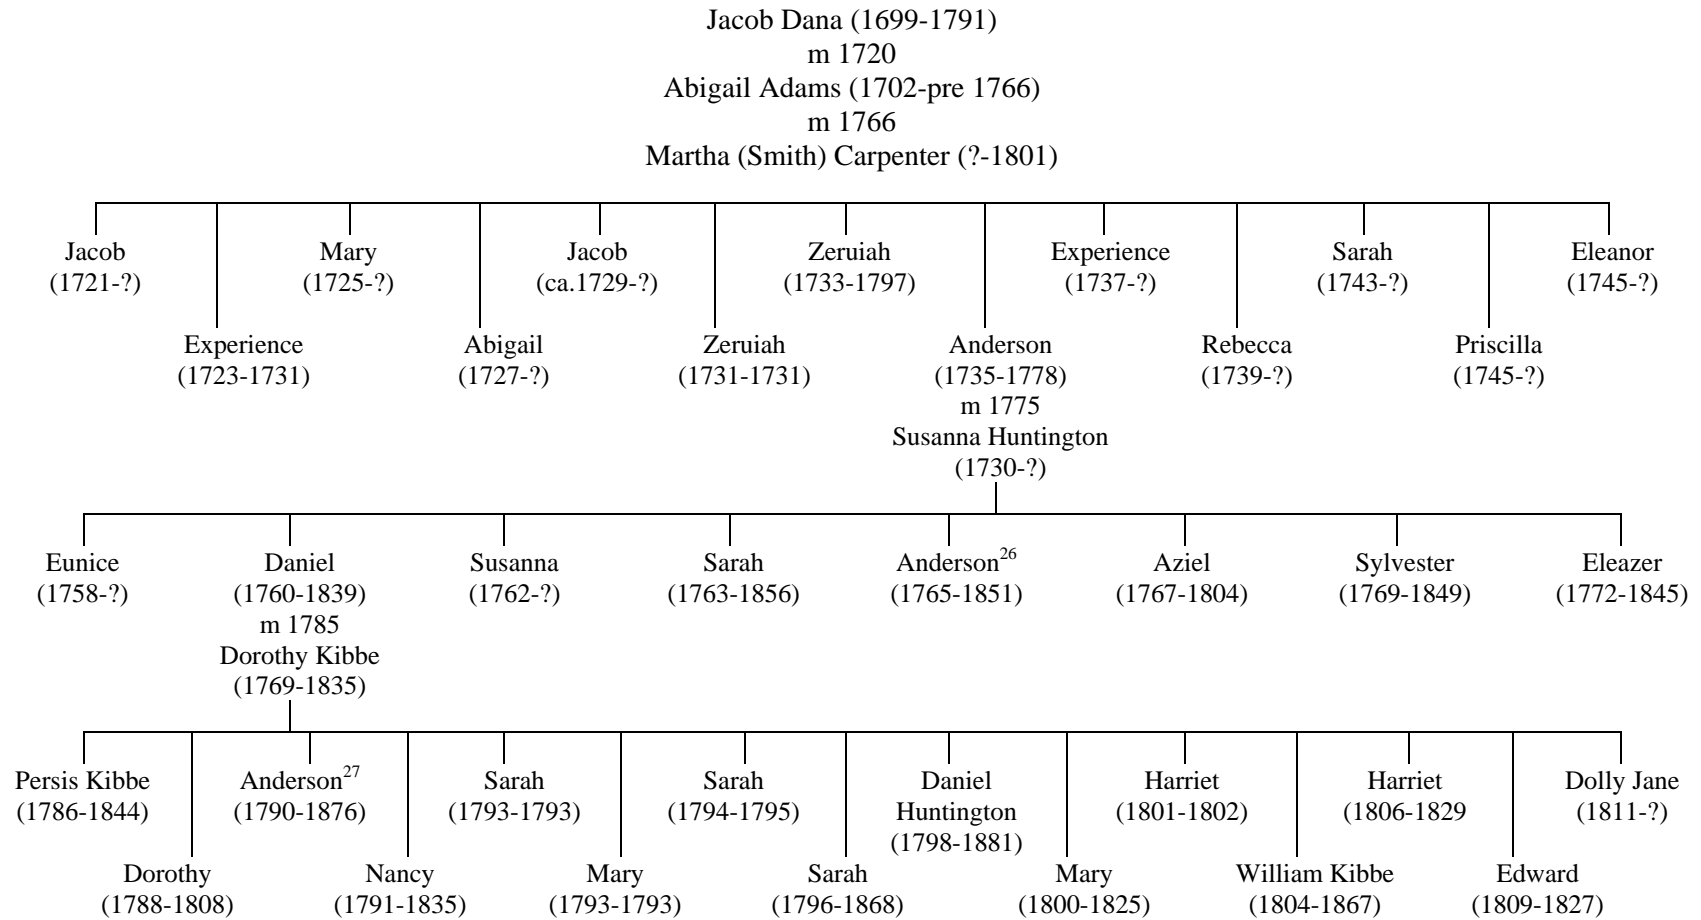 Jacob Dana (1699-1791)
m 1720
Abigail Adams (1702-pre 1766)
m 1766
Martha (Smith) Carpenter (?-1801)
Jacob
(1721-?)
Experience
(1723-1731)
Mary
(1725-?)
Abigail
(1727-?)
Jacob
(ca.1729-?)
Zeruiah
(1731-1731)
Zeruiah
(1733-1797)
Anderson
(1735-1778)
m 1775
Susanna Huntington
(1730-?)
Experience
(1737-?)
Rebecca
(1739-?)
Sarah
(1743-?)
Priscilla
(1745-?)
Eleanor
(1745-?)
Eunice
(1758-?)
Daniel
(1760-1839)
m 1785
Dorothy Kibbe
(1769-1835)
Susanna
(1762-?)
Sarah
(1763-1856)
Anderson26
(1765-1851)
Aziel
(1767-1804)
Sylvester
(1769-1849)
Eleazer
(1772-1845)
Persis Kibbe
(1786-1844)
Dorothy
(1788-1808)
Anderson27
(1790-1876)
Nancy
(1791-1835)
Sarah
(1793-1793)
Mary
(1793-1793)
Sarah
(1794-1795)
Sarah
(1796-1868)
Daniel
Huntington
(1798-1881)
Mary
(1800-1825)
Harriet
(1801-1802)
William Kibbe
(1804-1867)
Harriet
(1806-1829
Edward
(1809-1827)
Dolly Jane
(1811-?)